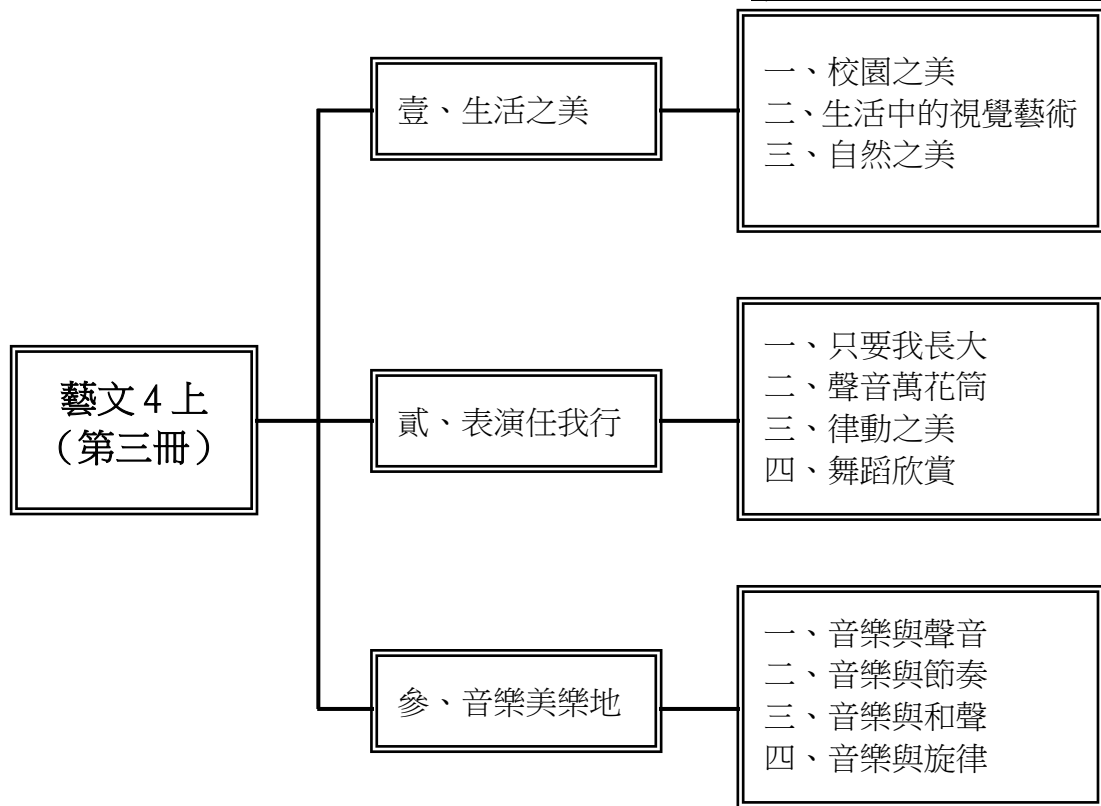 藝文 4 上
（第三冊）
壹、生活之美
一、校園之美
二、生活中的視覺藝術
三、自然之美
貳、表演任我行
一、只要我長大
二、聲音萬花筒
三、律動之美
四、舞蹈欣賞
參、音樂美樂地
一、音樂與聲音
二、音樂與節奏
三、音樂與和聲
四、音樂與旋律